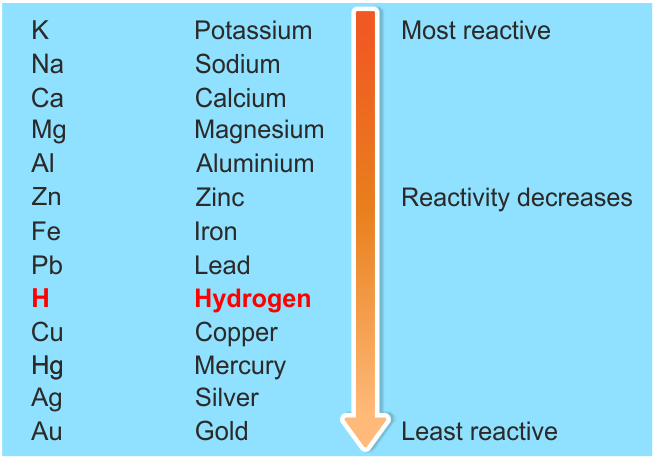 K Potassium Most reactive
Na Sodium
Ca Calcium
Mg Magnesium
Al Aluminium
Zn Zinc Reactivity decreases
Fe Iron
Pb Lead
H Hydrogen
Cu Copper
Hg Mercury
Ag Silver
Au Gold Least reactive